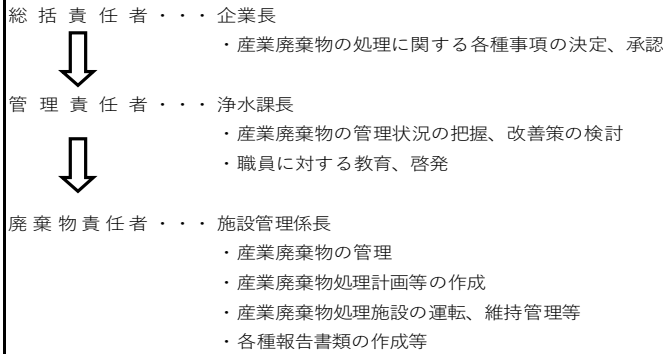 総括責任者・・・企業長
・産業廃棄物の処理に関する各種事項の決定、承認
管理責任者・・・浄水課長
・産業廃棄物の管理状況の把握、改善策の検討
・職員に対する教育、啓発
廃棄物責任者・・・施設管理係長
・産業廃棄物の管理
・産業廃棄物処理計画等の作成
・産業廃棄物処理施設の運転、維持管理等
・各種報告書類の作成等